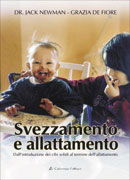 DR. JACK NEWMAN - GRAZIA DE FIORE
Svezzamento
e allattamento
Dall'introduzione dei cibi solidi al termine dell'allattamento